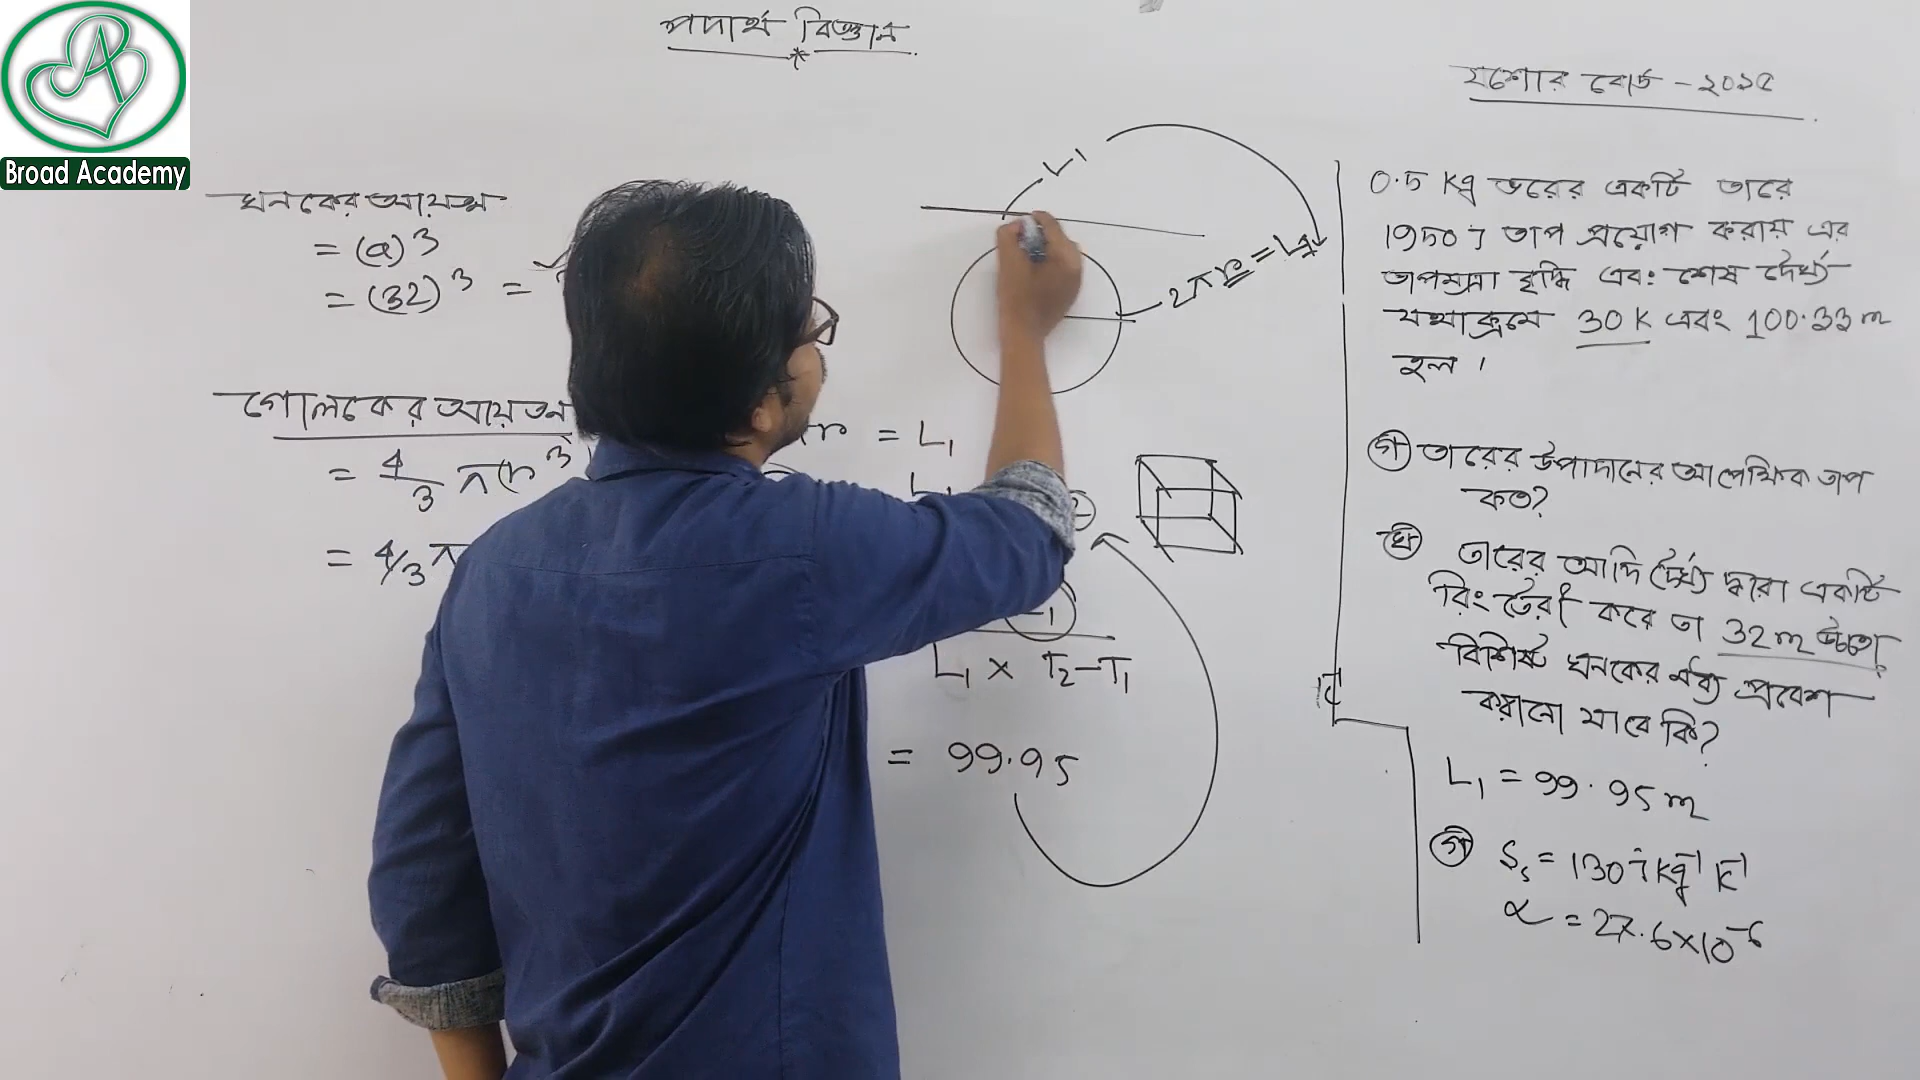 Broad Academy
পদার্থ বিজ্ঞান
ঘনকের আয়তন
= (a)³
= (32)³ =
গোলকের আয়তন
= 4/3 π(r³
= 4/3 π
L1
2πr = L1
r = L₁
L₁ × T₂-T₁
= 99.95
যশোর বোর্ড - ২০১৫
0.5 Kg ভরের একটি তারে
1950 J তাপ প্রয়োগ করায় এর
তাপমাত্রা বৃদ্ধি এবং শেষ দৈর্ঘ্য
যথাক্রমে 30 K এবং 100.33 m
হল ।
গ তারের উপাদানের আপেক্ষিক তাপ
কত?
ঘ তারের আদি দৈর্ঘ্য দ্বারা একটি
রিং তৈরী করে তা 32 m উচ্চতা
বিশিষ্ট ঘনকের মধ্যে প্রবেশ
করানো যাবে কি?
L₁ = 99.95 m
গ S = 130 J kg⁻¹ K⁻¹
α = 27.6×10⁻⁶